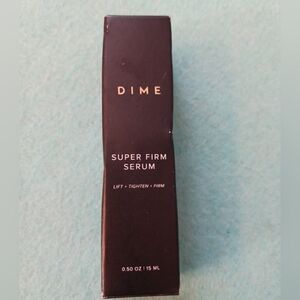 DIME
SUPER FIRM
SERUM
LIFT + TIGHTEN + FIRM
0.50 OZ | 15 ML